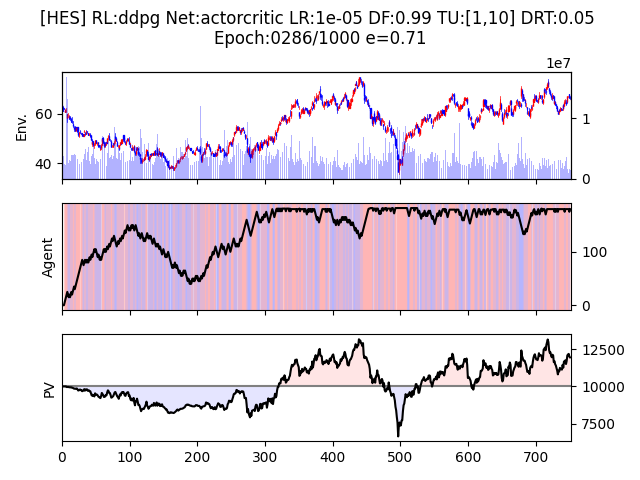 [HES] RL:ddpg Net:actorcritic LR:1e-05 DF:0.99 TU:[1,10] DRT:0.05
Epoch:0286/1000 e=0.71
1e7
Env.
60
40
1
0
Agent
100
0
PV
12500
10000
7500
0 100 200 300 400 500 600 700